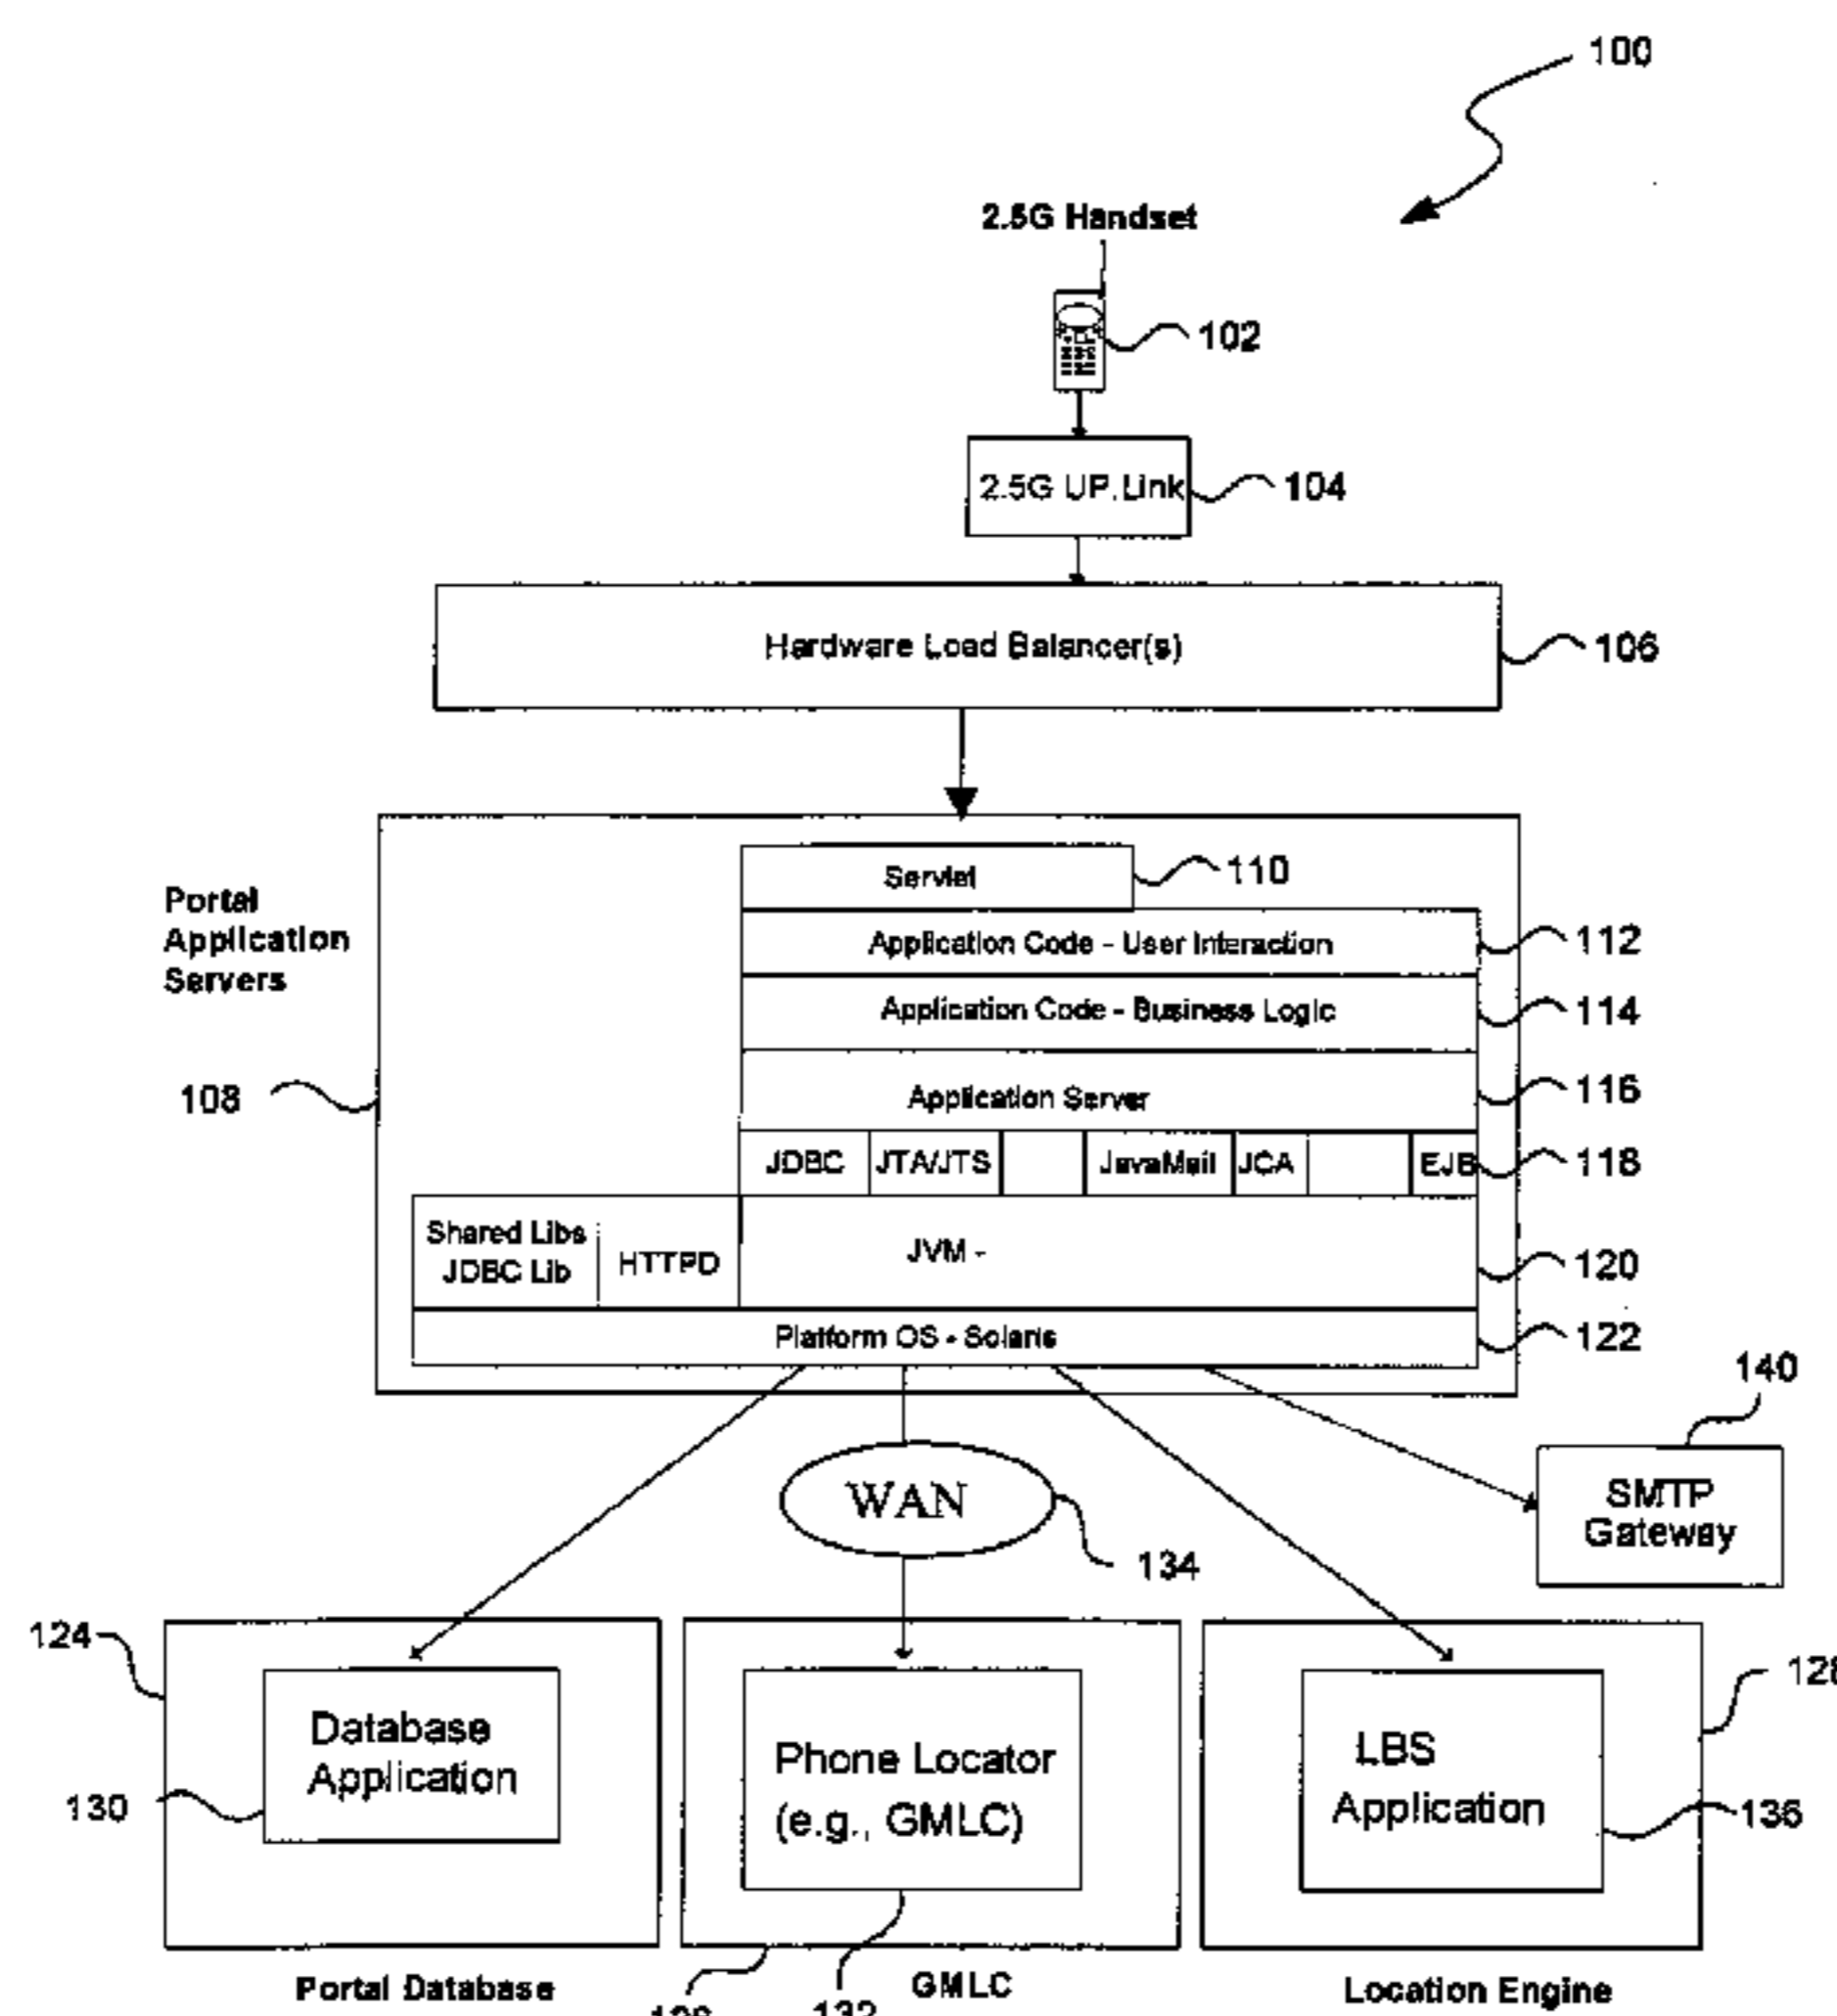 100
2.5G Handset
102
2.5G UP.Link
104
Hardware Load Balancer(s)
106
Portal
Application
Servers
108
Servlet
110
Application Code - User Interaction
112
Application Code - Business Logic
114
Application Server
116
JDBC
JTA/JTS
JavaMail
JCA
EJB
118
Shared Libs
JDBC Lib
HTTPD
JVM -
120
Platform OS - Solaris
122
140
SMTP
Gateway
WAN
134
124
Database
Application
130
Phone Locator
(e.g., GMLC)
128
LBS
Application
136
Portal Database
132
GMLC
Location Engine